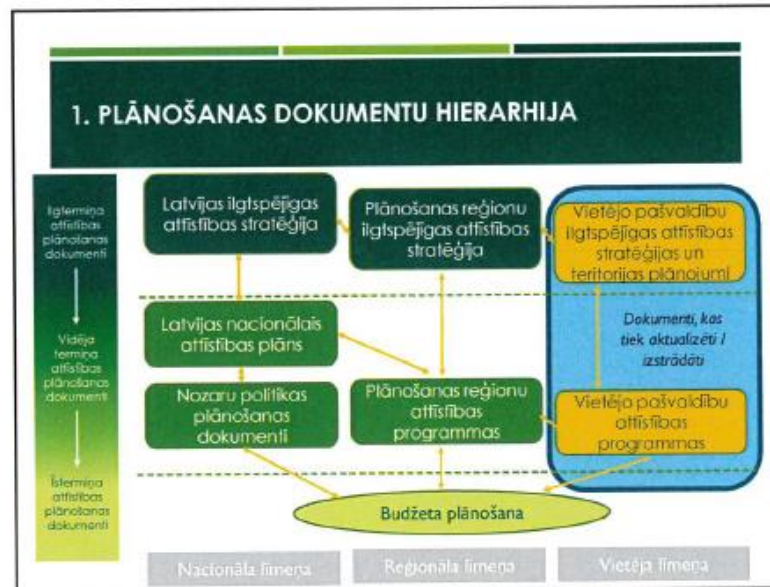 1. PLĀNOŠANAS DOKUMENTU HIERARHIJA
Ilgtermiņa
attīstības
plānošanas
dokumenti
Vidēja
termiņa
attīstības
plānošanas
dokumenti
Īstermiņa
attīstības
plānošanas
dokumenti
Latvijas ilgtspējīgas
attīstības stratēģija
Plānošanas reģionu
ilgtspējīgas attīstības
stratēģija
Vietējo pašvaldību
ilgtspējīgas attīstības
stratēģijas un
teritorijas plānojumi
Latvijas nacionālais
attīstības plāns
Dokumenti, kas
tiek aktualizēti /
izstrādāti
Nozaru politikas
plānošanas
dokumenti
Plānošanas reģionu
attīstības
programmas
Vietējo pašvaldību
attīstības
programmas
Budžeta plānošana
Nacionāla līmeņa
Reģionāla līmeņa
Vietēja līmeņa